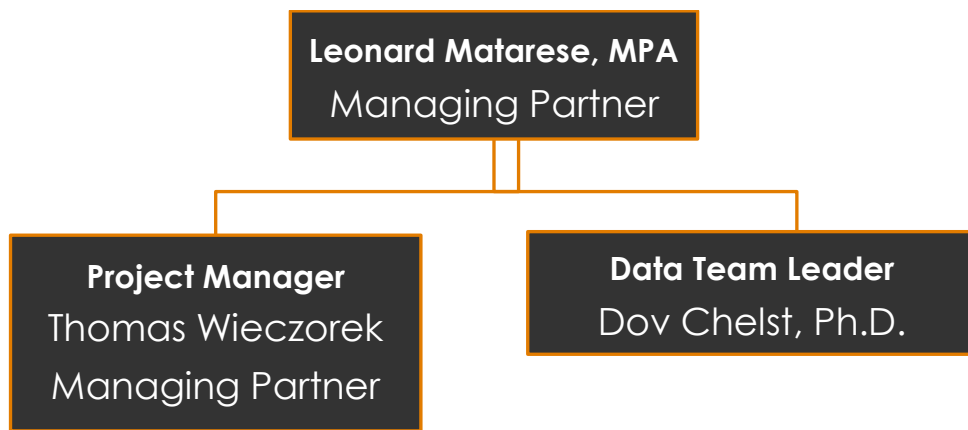 Leonard Matarese, MPA
Managing Partner
Project Manager
Thomas Wieczorek
Managing Partner
Data Team Leader
Dov Chelst, Ph.D.